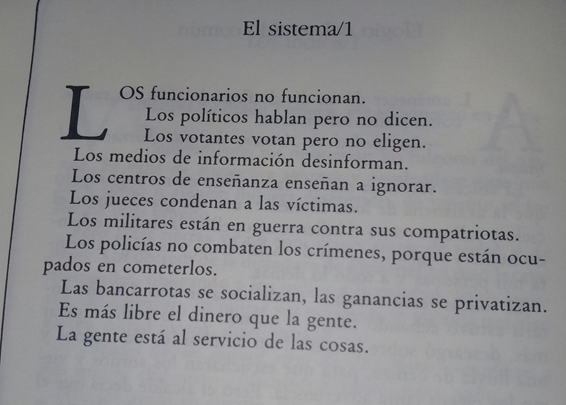 El sistema/1
LOS funcionarios no funcionan.
Los políticos hablan pero no dicen.
Los votantes votan pero no eligen.
Los medios de información desinforman.
Los centros de enseñanza enseñan a ignorar.
Los jueces condenan a las víctimas.
Los militares están en guerra contra sus compatriotas.
Los policías no combaten los crímenes, porque están ocu-
pados en cometerlos.
Las bancarrotas se socializan, las ganancias se privatizan.
Es más libre el dinero que la gente.
La gente está al servicio de las cosas.